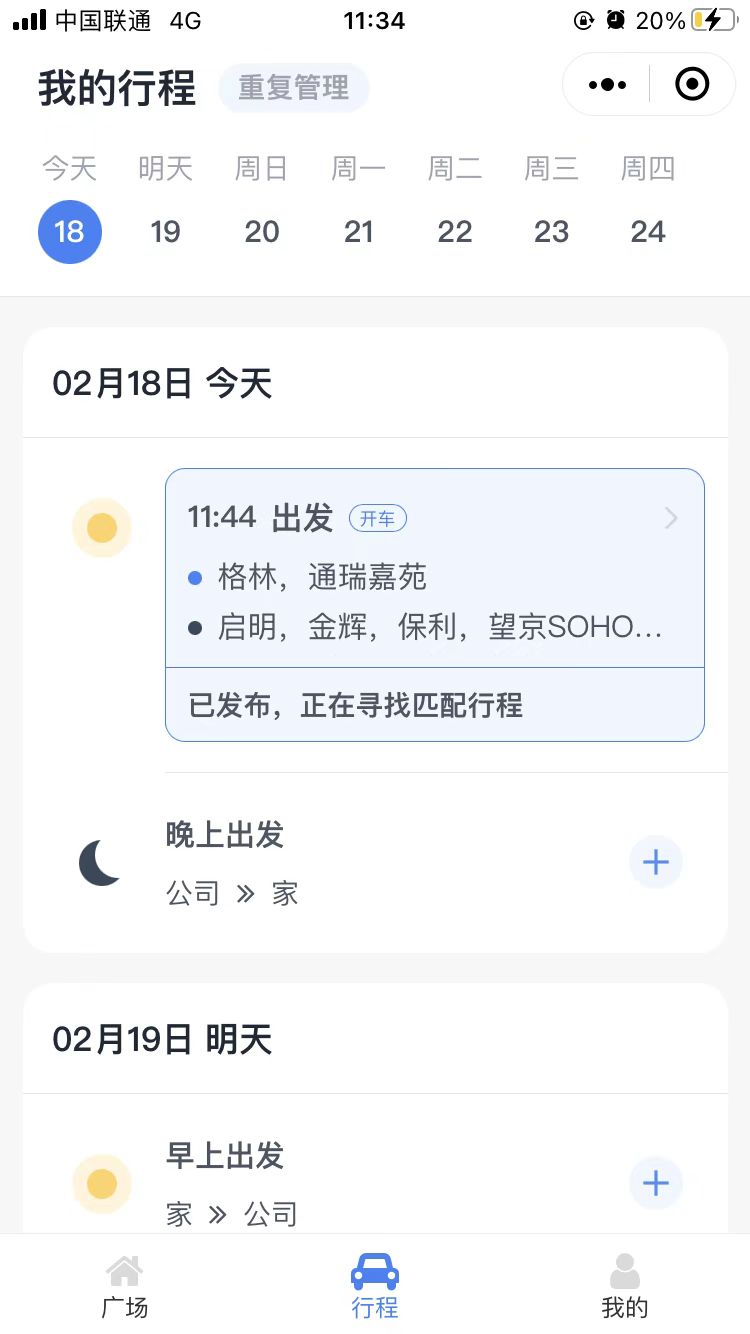 中国联通 4G 11:34 20%
我的行程 重复管理
今天 明天 周日 周一 周二 周三 周四
18 19 20 21 22 23 24
02月18日 今天
11:44 出发 开车
格林，通瑞嘉苑
启明，金辉，保利，望京SOHO...
已发布，正在寻找匹配行程
晚上出发
公司 » 家
02月19日 明天
早上出发
家 » 公司
广场 行程 我的